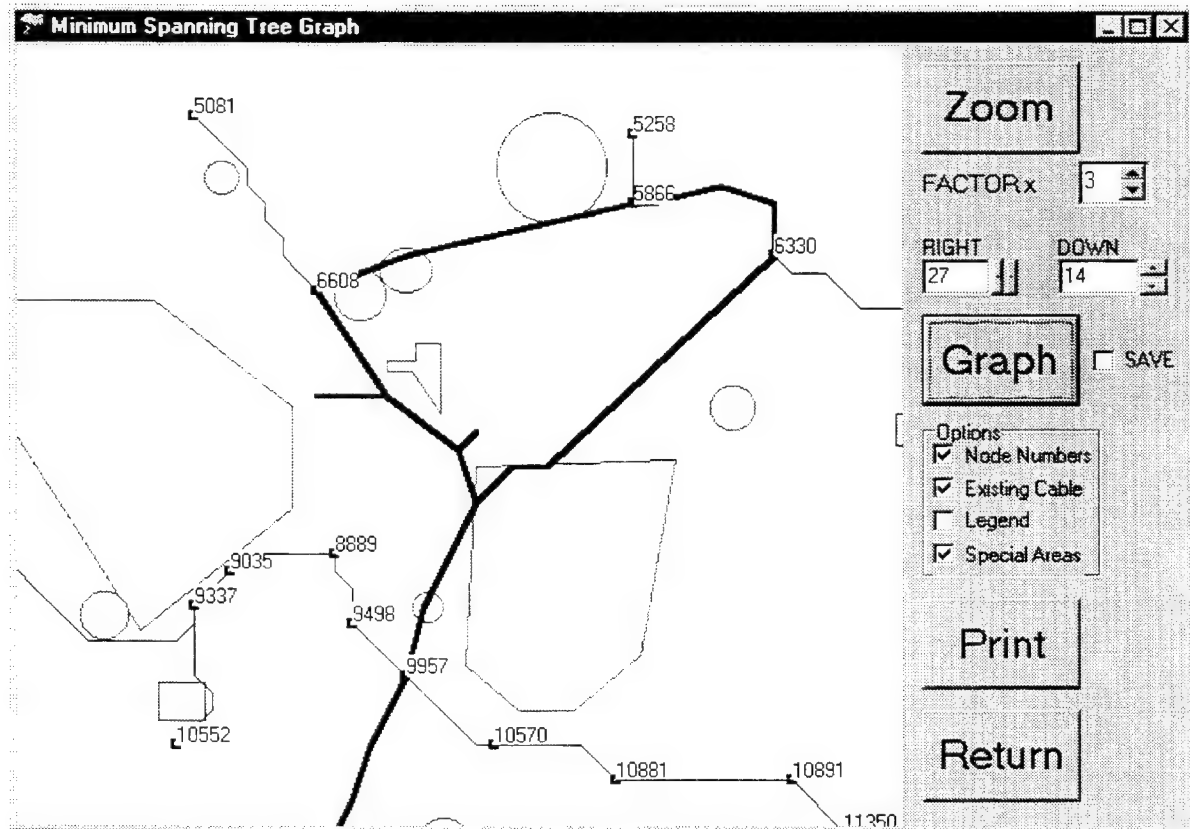 Minimum Spanning Tree Graph
5081
5258
5866
6330
6608
9035
8889
9337
9498
9957
10552
10570
10881
10891
11350
Zoom
FACTOR x 3
RIGHT DOWN
27 14
Graph SAVE
Options
Node Numbers
Existing Cable
Legend
Special Areas
Print
Return